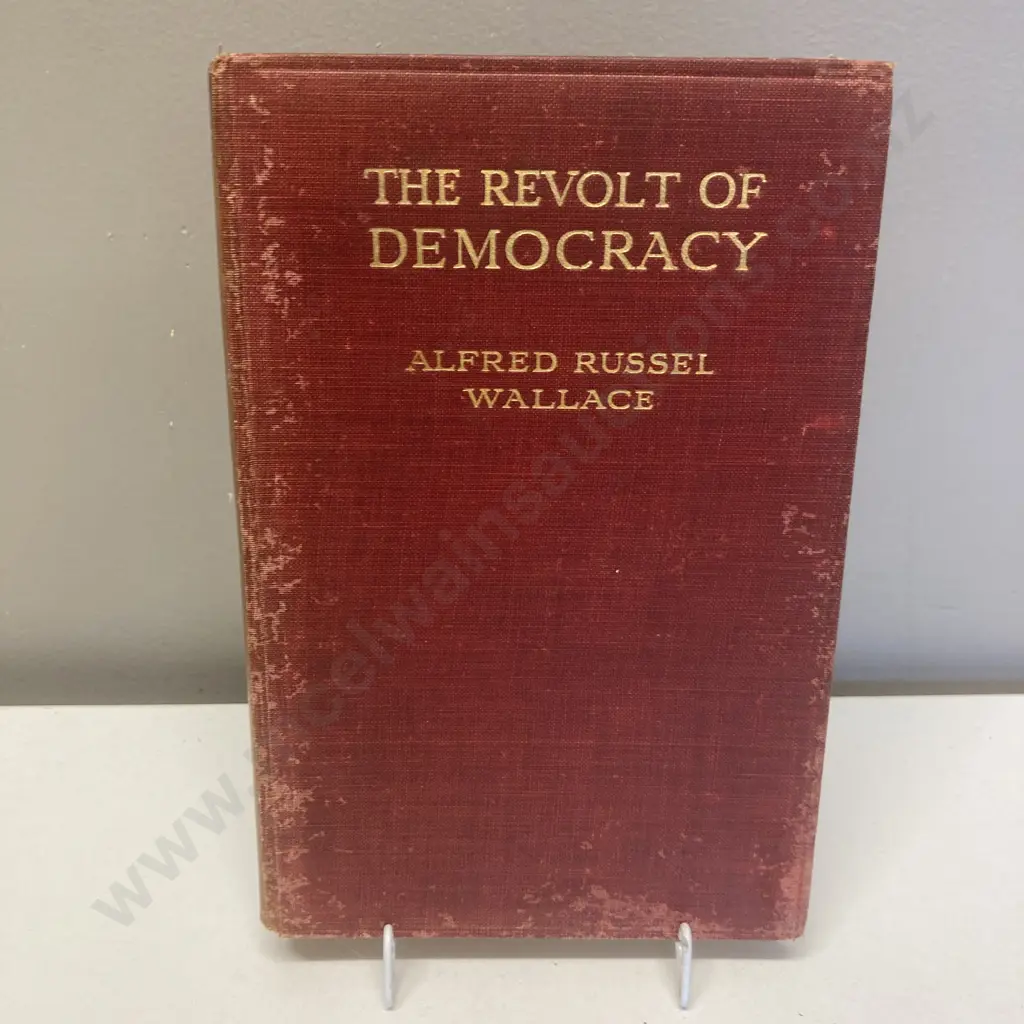 THE REVOLT OF
DEMOCRACY
ALFRED RUSSEL
WALLACE